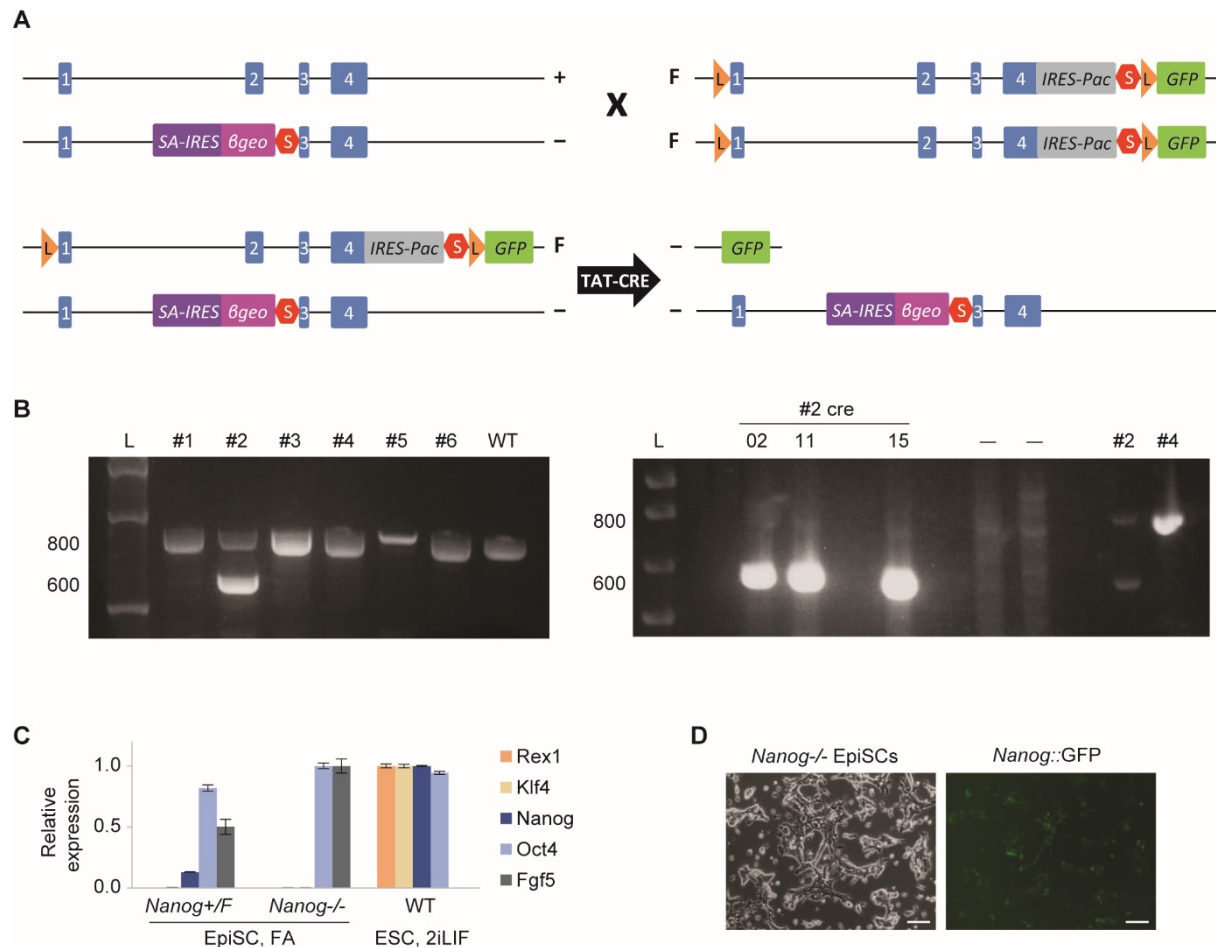 A
1 2 3 4 +
F L 1 2 3 4 IRES-Pac S L GFP
X
1 SA-IRES βgeo S 3 4 –
F L 1 2 3 4 IRES-Pac S L GFP
L 1 2 3 4 IRES-Pac S L GFP F
– GFP
TAT-CRE
1 SA-IRES βgeo S 3 4 –
– 1 SA-IRES βgeo S 3 4
B
L #1 #2 #3 #4 #5 #6 WT
800
600
#2 cre
L 02 11 15 — — #2 #4
800
600
C
Relative expression
1.0
0.5
0.0
Nanog+/F Nanog-/- WT
EpiSC, FA ESC, 2iLIF
Rex1
Klf4
Nanog
Oct4
Fgf5
D
Nanog-/- EpiSCs Nanog::GFP